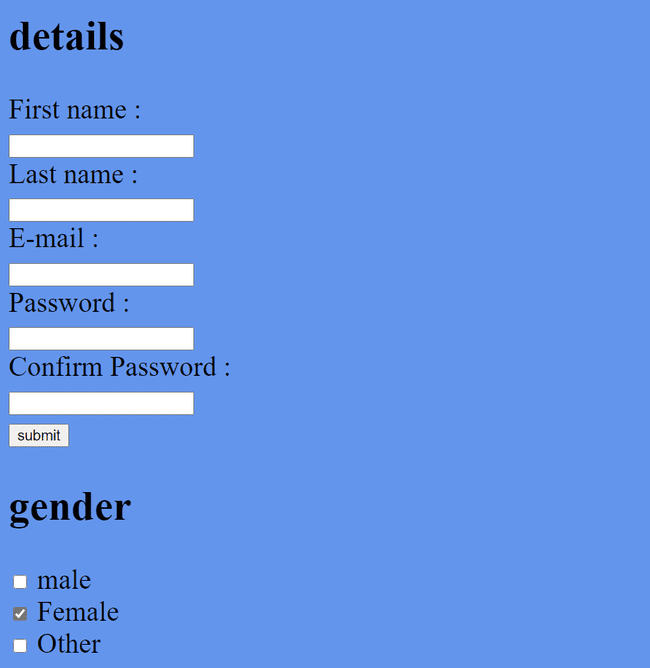 details
First name :
Last name :
E-mail :
Password :
Confirm Password :
submit
gender
male
Female
Other